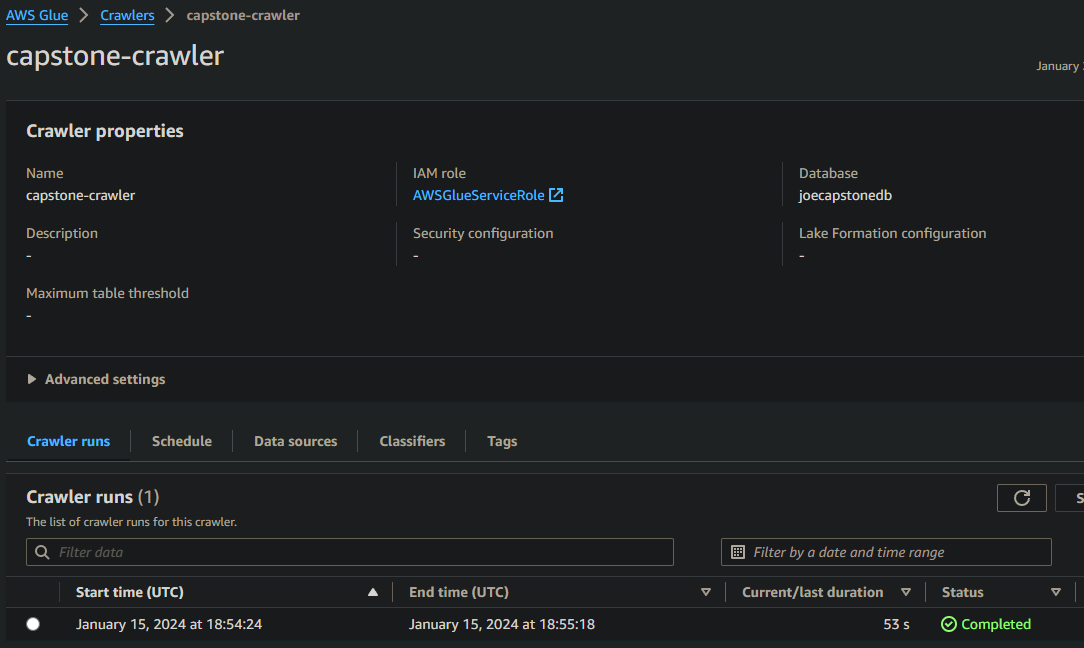 AWS Glue > Crawlers > capstone-crawler
capstone-crawler
January
Crawler properties
Name
capstone-crawler
IAM role
AWSGlueServiceRole
Database
joecapstonedb
Description
-
Security configuration
-
Lake Formation configuration
-
Maximum table threshold
-
Advanced settings
Crawler runs
Schedule
Data sources
Classifiers
Tags
Crawler runs (1)
The list of crawler runs for this crawler.
Filter data
Filter by a date and time range
Start time (UTC)
End time (UTC)
Current/last duration
Status
January 15, 2024 at 18:54:24
January 15, 2024 at 18:55:18
53 s
Completed